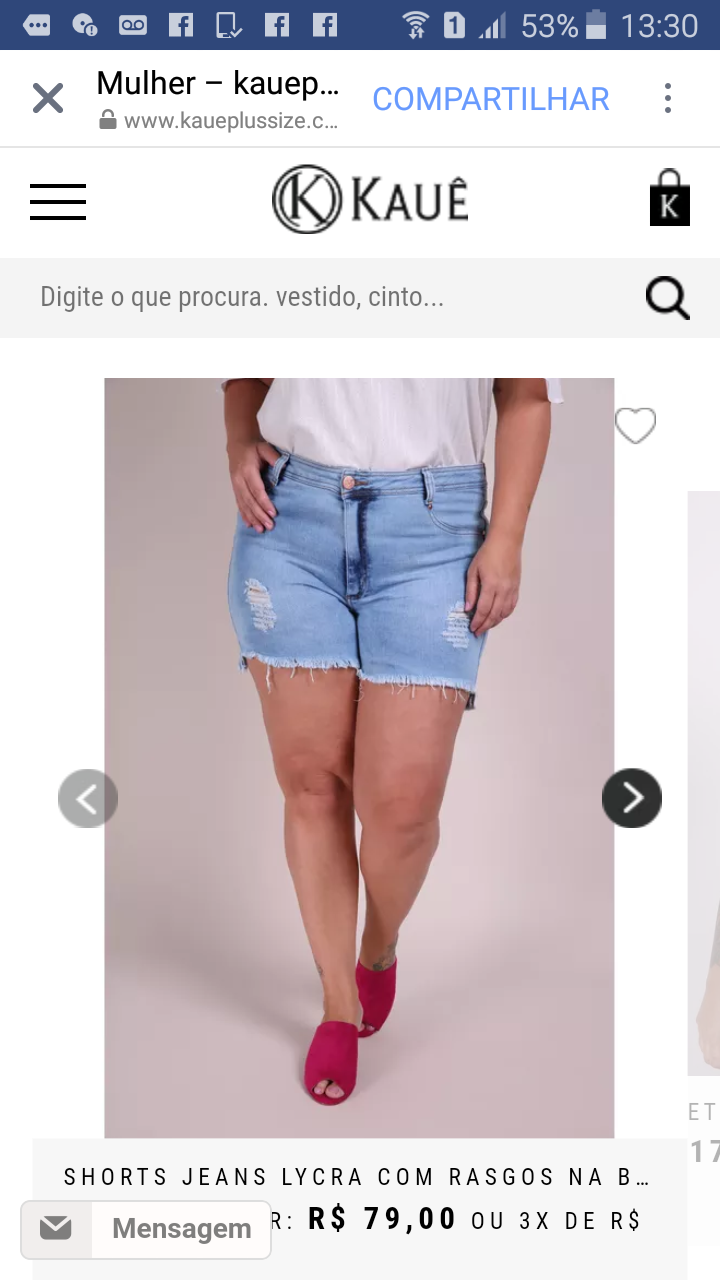 1 53% 13:30
Mulher – kauep...
www.kaueplussize.c...
COMPARTILHAR
K KAUÊ
K
Digite o que procura. vestido, cinto...
ET
17
SHORTS JEANS LYCRA COM RASGOS NA B...
R: R$ 79,00 OU 3X DE R$
Mensagem